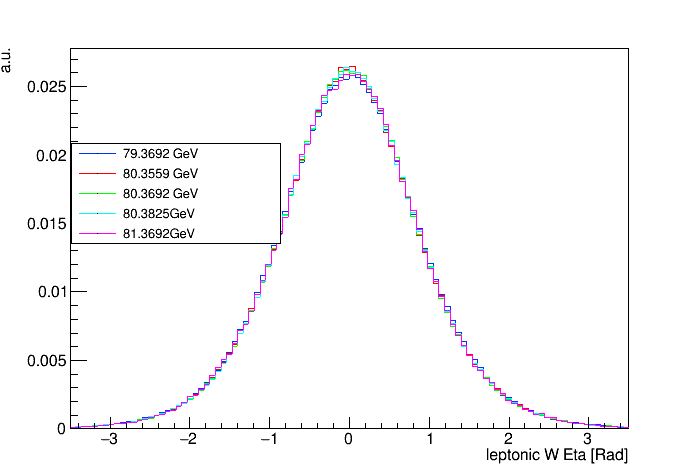 a.u.
0.025
0.02
0.015
0.01
0.005
0
79.3692 GeV
80.3559 GeV
80.3692 GeV
80.3825GeV
81.3692GeV
−3 −2 −1 0 1 2 3
leptonic W Eta [Rad]